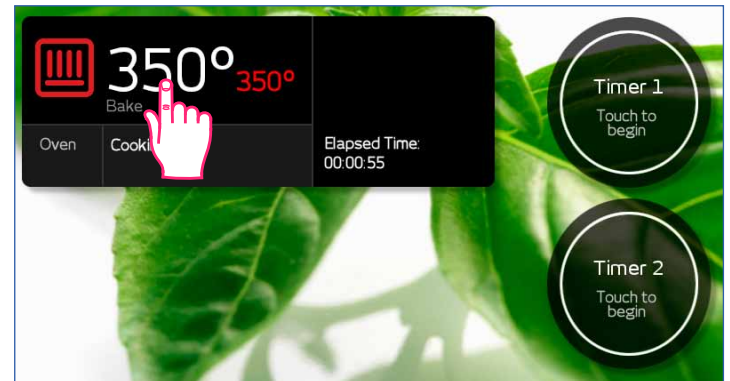 350° 350°
Bake
Oven
Elapsed Time:
00:00:55
Timer 1
Touch to
begin
Timer 2
Touch to
begin